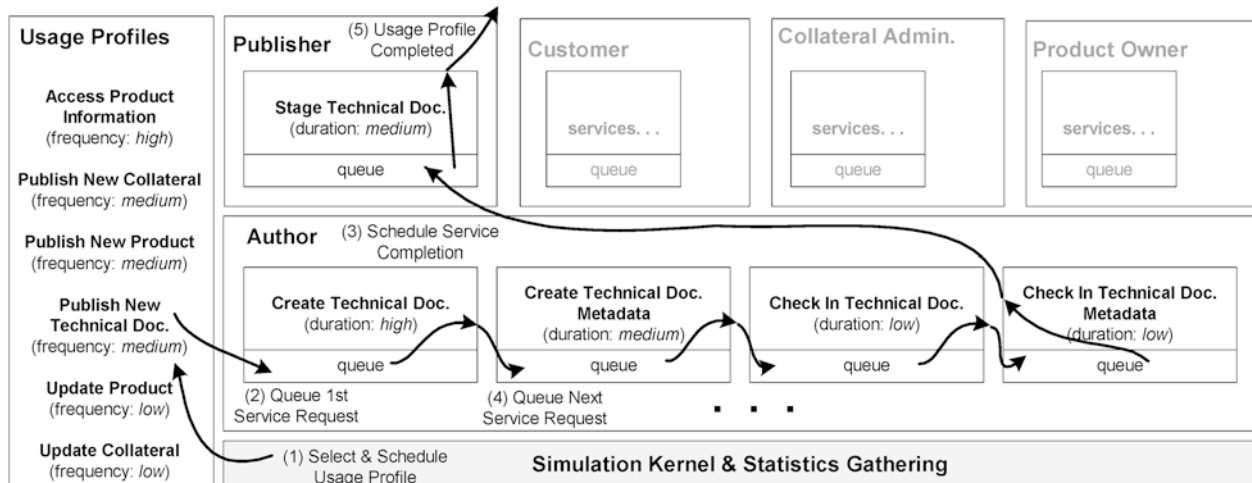 Usage Profiles
Access Product
Information
(frequency: high)
Publish New Collateral
(frequency: medium)
Publish New Product
(frequency: medium)
Publish New
Technical Doc.
(frequency: medium)
Update Product
(frequency: low)
Update Collateral
(frequency: low)
Publisher
(5) Usage Profile
Completed
Stage Technical Doc.
(duration: medium)
queue
Customer
services. . .
queue
Collateral Admin.
services. . .
queue
Product Owner
services. . .
queue
Author
(3) Schedule Service
Completion
Create Technical Doc.
(duration: high)
queue
Create Technical Doc.
Metadata
(duration: medium)
queue
Check In Technical Doc.
(duration: low)
queue
Check In Technical Doc.
Metadata
(duration: low)
queue
(2) Queue 1st
Service Request
(4) Queue Next
Service Request
. . .
(1) Select & Schedule
Usage Profile
Simulation Kernel & Statistics Gathering